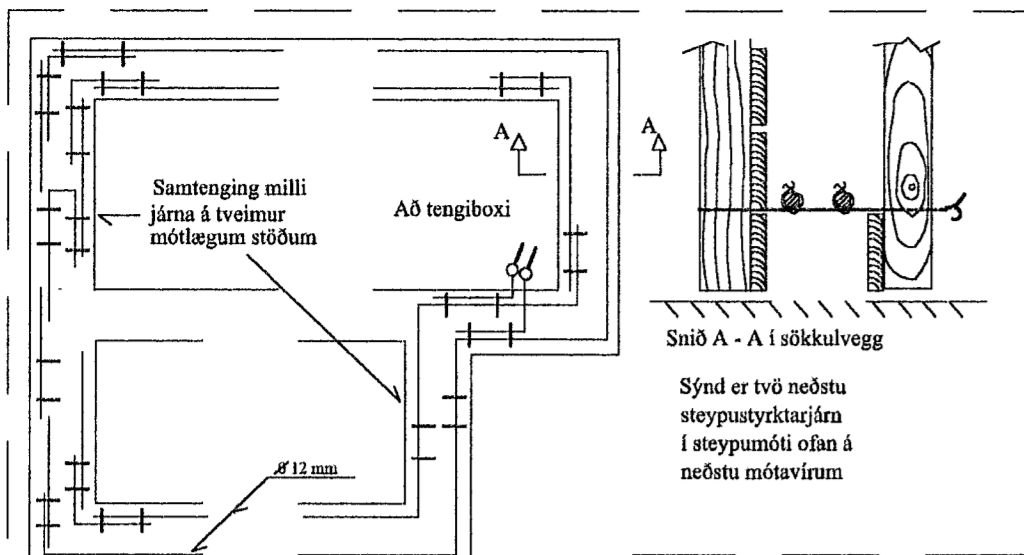 Samtenging milli
járna á tveimur
mótlægum stöðum
Að tengiboxi
A
A
ø 12 mm
Snið A - A í sökkulvegg
Sýnd er tvö neðstu
steypustyrktarjárn
í steypumóti ofan á
neðstu mótavírum